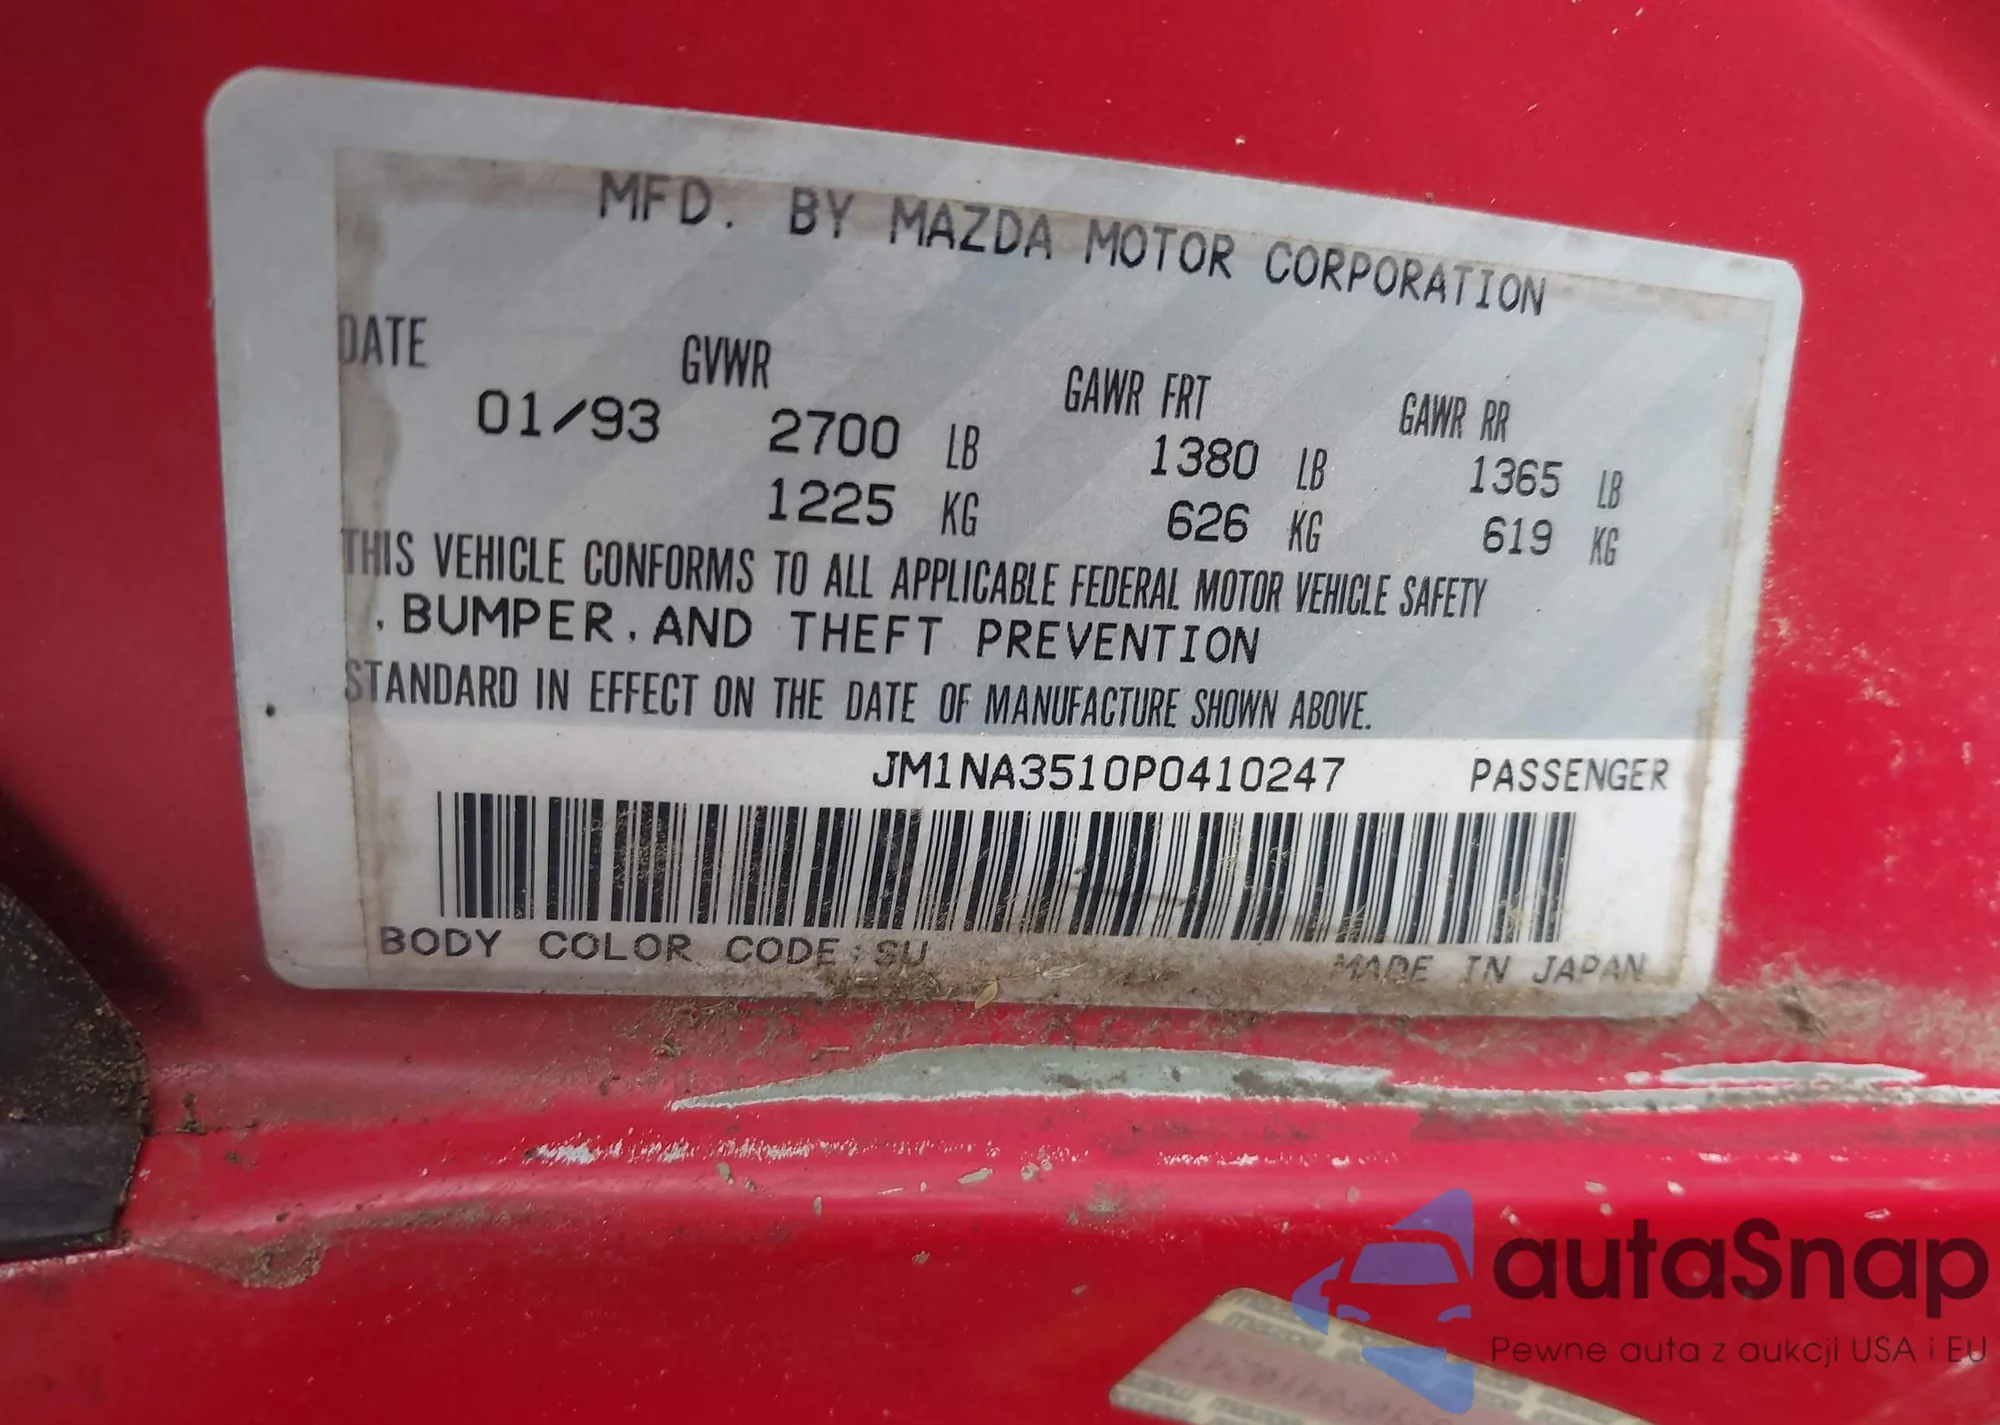 MFD. BY MAZDA MOTOR CORPORATION
DATE GVWR GAWR FRT GAWR RR
01/93 2700 LB 1380 LB 1365 LB
1225 KG 626 KG 619 KG
THIS VEHICLE CONFORMS TO ALL APPLICABLE FEDERAL MOTOR VEHICLE SAFETY
, BUMPER, AND THEFT PREVENTION
STANDARD IN EFFECT ON THE DATE OF MANUFACTURE SHOWN ABOVE.
JM1NA3510P0410247 PASSENGER
BODY COLOR CODE:SU MADE IN JAPAN
autaSnap
Pewne auta z aukcji USA i EU